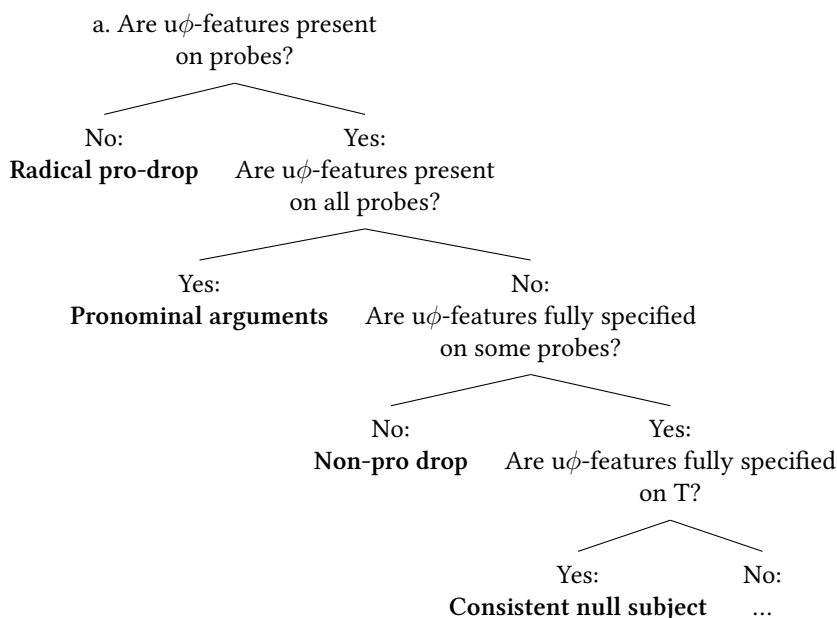 a. Are uϕ-features present
on probes?
No:
Radical pro-drop
Yes:
Are uϕ-features present
on all probes?
Yes:
Pronominal arguments
No:
Are uϕ-features fully specified
on some probes?
No:
Non-pro drop
Yes:
Are uϕ-features fully specified
on T?
Yes:
Consistent null subject
No:
...